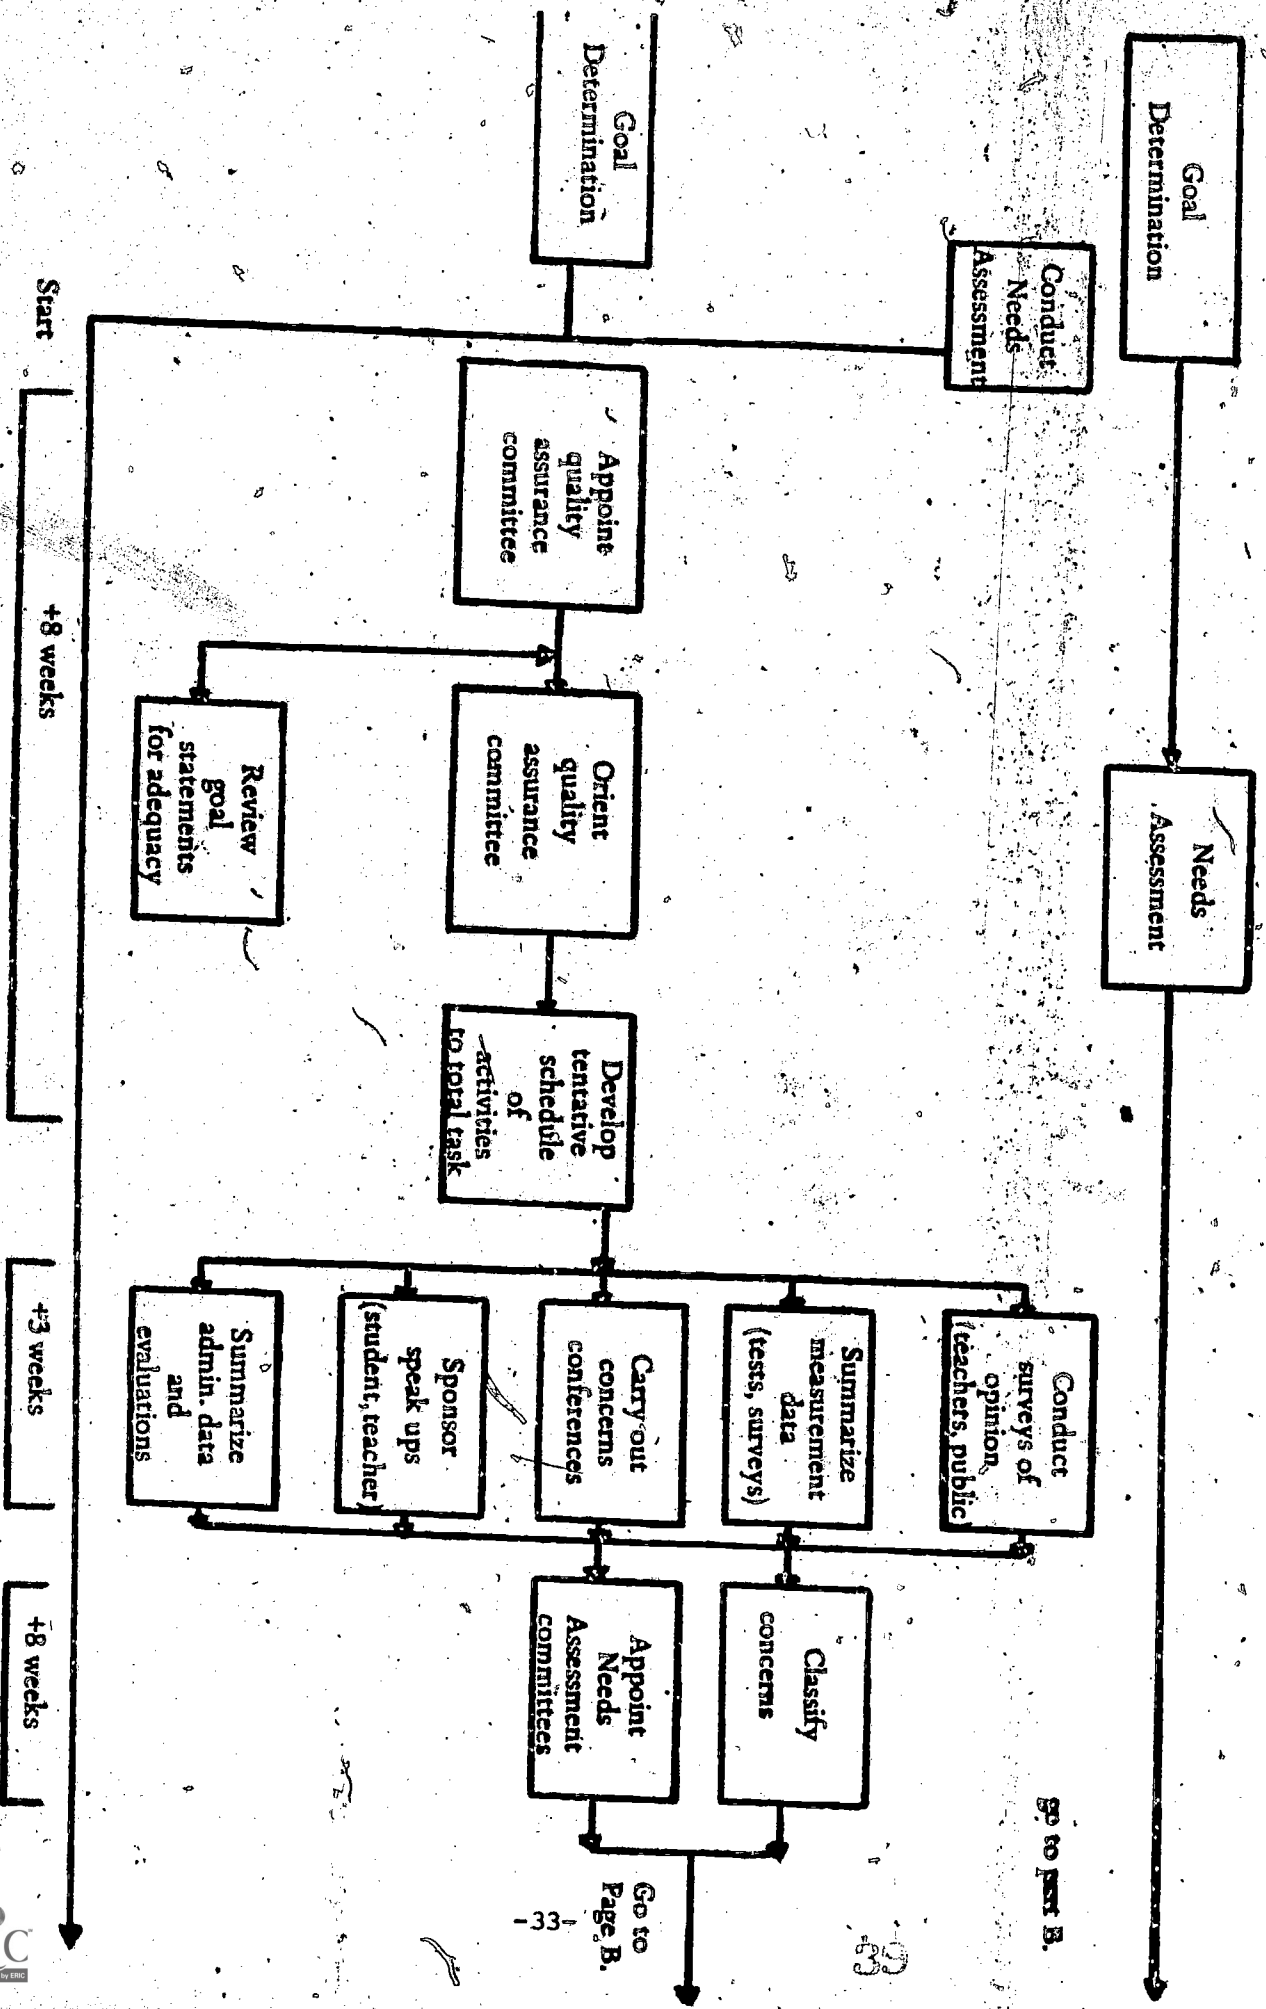 Goal
Determination
Needs
Assessment
go to part B.
Conduct
Needs
Assessment
Goal
Determination
Appoint
quality
assurance
committee
Orient
quality
assurance
committee
Review
goal
statements
for adequacy
Develop
tentative
schedule
of
activities
to total task
Conduct
surveys of
opinion
(teachers, public)
Summarize
measurement
data
(tests, surveys)
Carry out
concerns
conferences
Sponsor
speak ups
(student, teacher)
Summarize
admin. data
and
evaluations
Classify
concerns
Appoint
Needs
Assessment
committees
Go to
Page B.
Start
+8 weeks
+3 weeks
+8 weeks
-33-
39
by ERIC